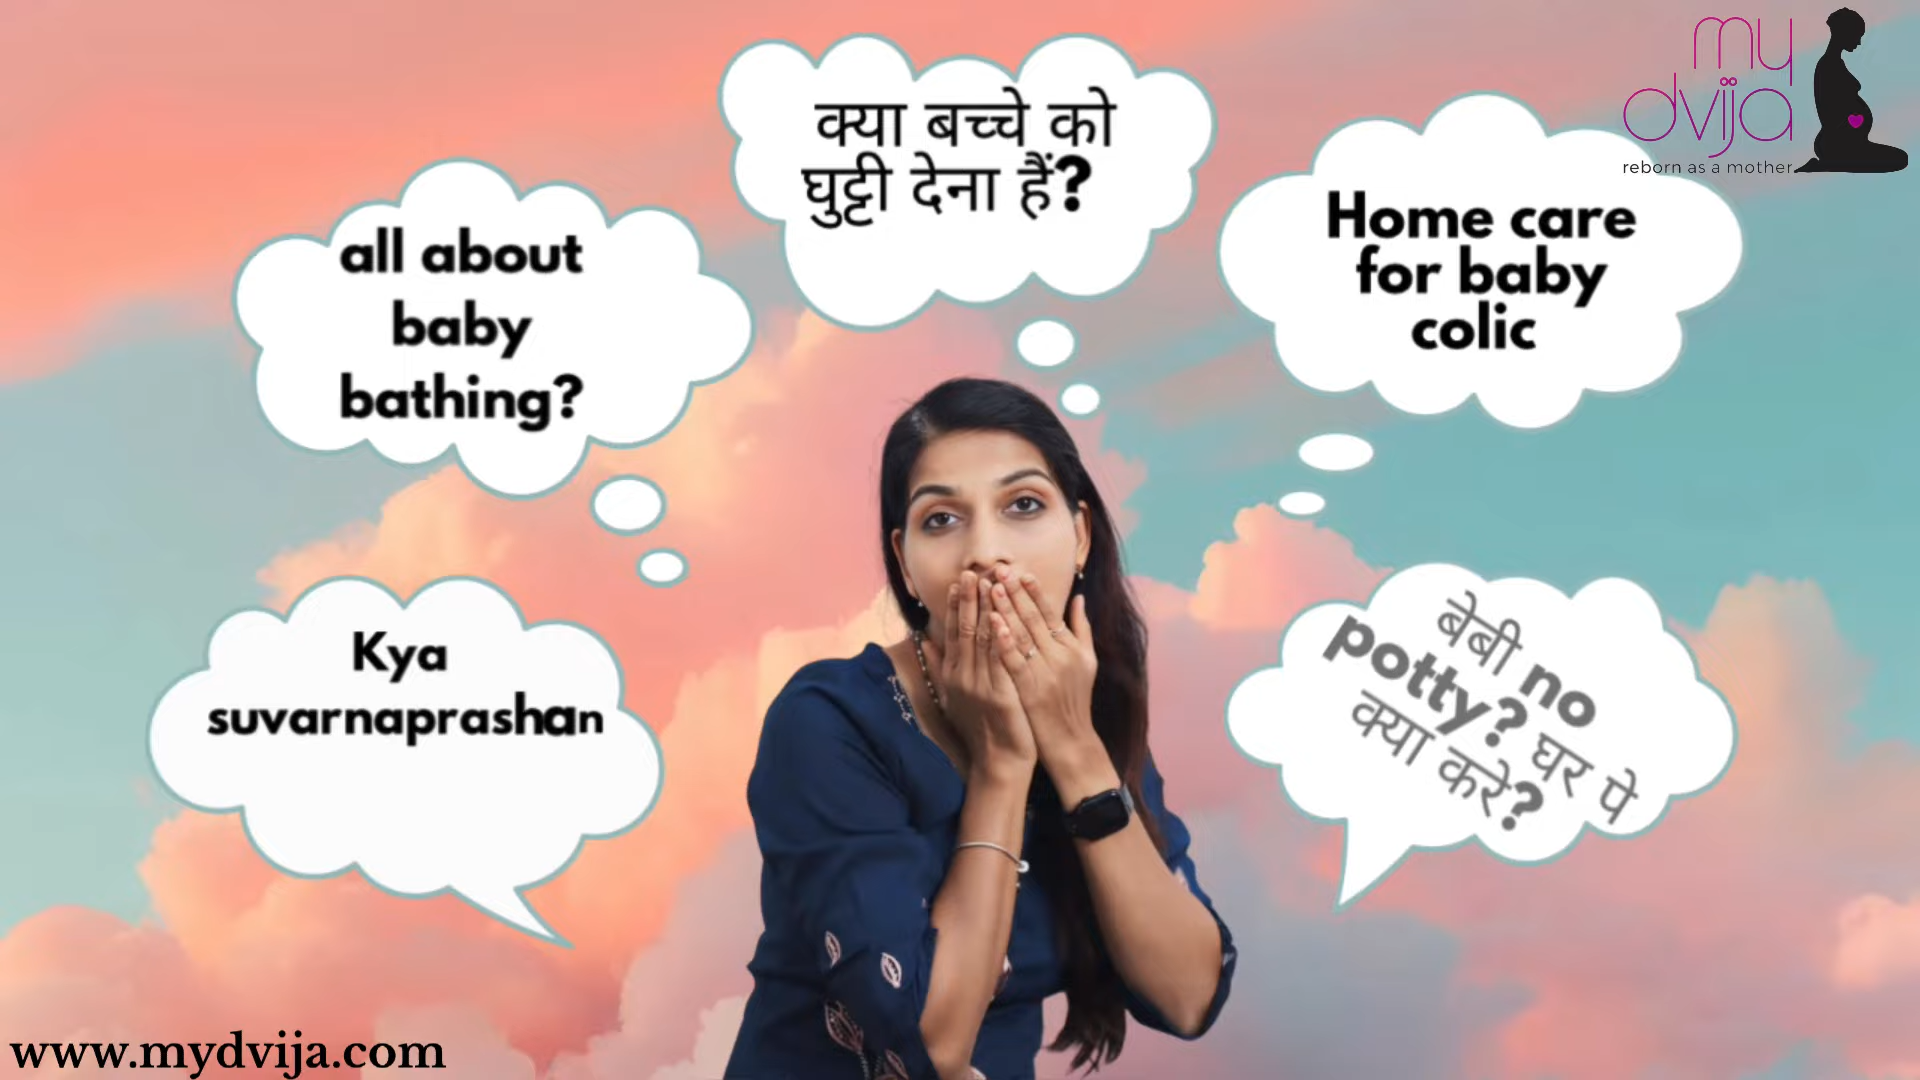 my
dvija
reborn as a mother
क्या बच्चे को
घुट्टी देना हैं?
all about
baby
bathing?
Home care
for baby
colic
Kya
suvarnaprashan
बेबी no
potty? घर पे
क्या करे?
www.mydvija.com